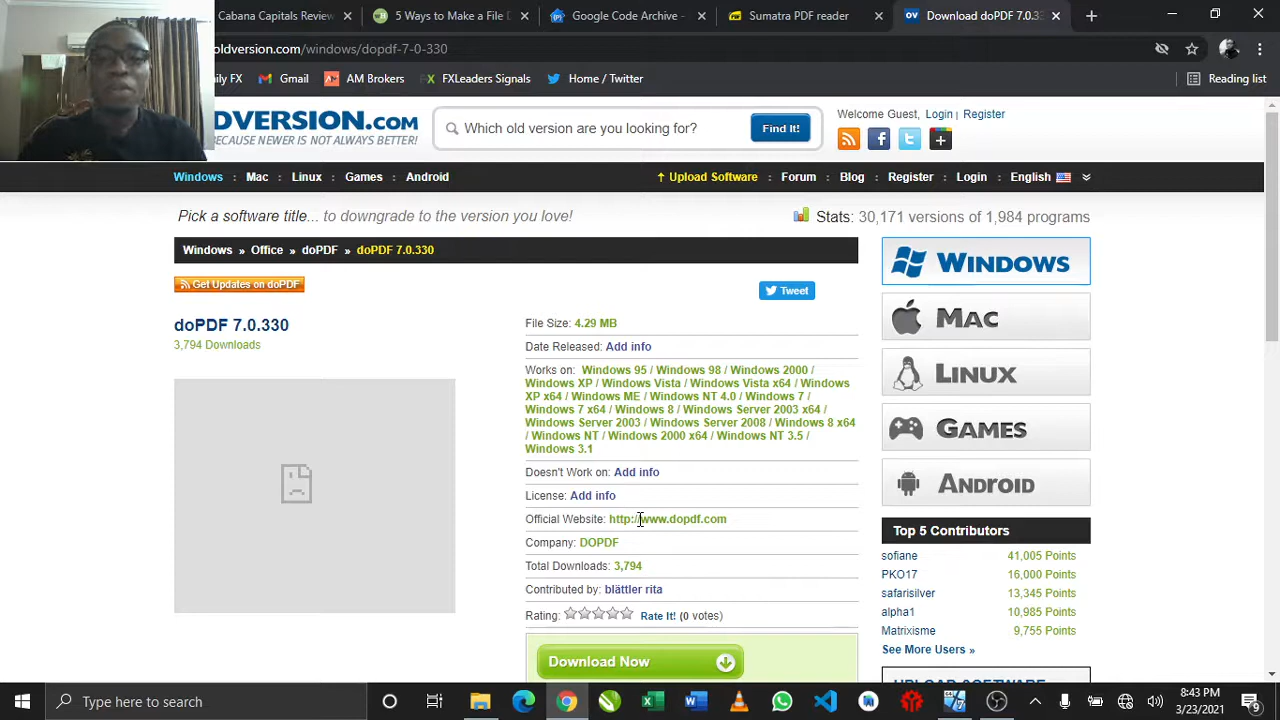 Cabana Capitals Review
5 Ways to Make a File D
Google Code Archive -
Sumatra PDF Printer
Download doPDF 7.0.33
oldversion.com/windows/dopdf-7-0-330
ily FX
Gmail
AM Brokers
FXLeaders Signals
Home / Twitter
Reading list
DVERSION.com
BECAUSE NEWER IS NOT ALWAYS BETTER!
Which old version are you looking for?
Find It!
Welcome Guest, Login | Register
Windows : Mac : Linux : Games : Android
↑ Upload Software : Forum : Blog : Register : Login : English
Pick a software title... to downgrade to the version you love!
Stats: 30,171 versions of 1,984 programs
Windows » Office » doPDF » doPDF 7.0.330
Get Updates on doPDF
Tweet
doPDF 7.0.330
3,794 Downloads
File Size: 4.29 MB
Date Released: Add info
Works on: Windows 95 / Windows 98 / Windows 2000 /
Windows XP / Windows Vista / Windows Vista x64 / Windows
XP x64 / Windows ME / Windows NT 4.0 / Windows 7 /
Windows 7 x64 / Windows 8 / Windows Server 2003 x64 /
Windows Server 2003 / Windows Server 2008 / Windows 8 x64
/ Windows NT / Windows 2000 x64 / Windows NT 3.5 /
Windows 3.1
Doesn't Work on: Add info
License: Add info
Official Website: http://www.dopdf.com
Company: DOPDF
Total Downloads: 3,794
Contributed by: blättler rita
Rating: Rate It! (0 votes)
Download Now
Windows
Mac
Linux
Games
Android
Top 5 Contributors
sofiane 41,005 Points
PKO17 16,000 Points
safarisilver 13,345 Points
alpha1 10,985 Points
Matrixisme 9,755 Points
See More Users »
UPLOAD SOFTWARE
Type here to search
8:43 PM
3/23/2021
9